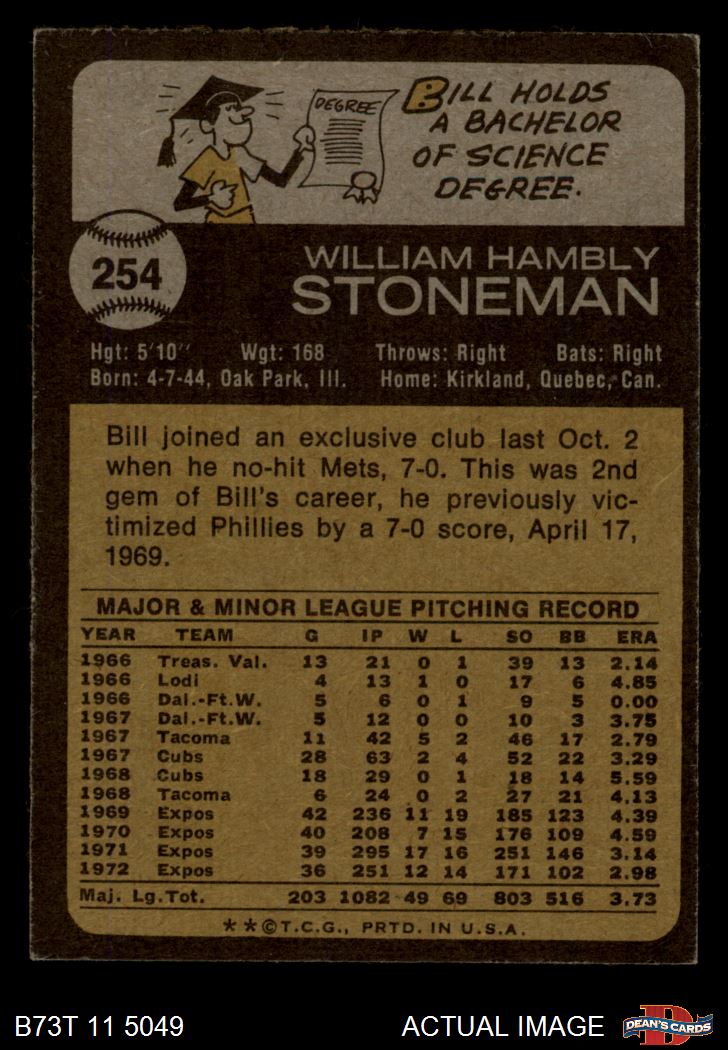 DEGREE
BILL HOLDS
A BACHELOR
OF SCIENCE
DEGREE.
254
WILLIAM HAMBLY
STONEMAN
Hgt: 5'10" Wgt: 168 Throws: Right Bats: Right
Born: 4-7-44, Oak Park, Ill. Home: Kirkland, Quebec, Can.
Bill joined an exclusive club last Oct. 2
when he no-hit Mets, 7-0. This was 2nd
gem of Bill's career, he previously vic-
timized Phillies by a 7-0 score, April 17,
1969.
MAJOR & MINOR LEAGUE PITCHING RECORD
YEAR TEAM G IP W L SO BB ERA
1966 Treas. Val. 13 21 0 1 39 13 2.14
1966 Lodi 4 13 1 0 17 6 4.85
1966 Dal.-Ft.W. 5 6 0 1 9 5 0.00
1967 Dal.-Ft.W. 5 12 0 0 10 3 3.75
1967 Tacoma 11 42 5 2 46 17 2.79
1967 Cubs 28 63 2 4 52 22 3.29
1968 Cubs 18 29 0 1 18 14 5.59
1968 Tacoma 6 24 0 2 27 21 4.13
1969 Expos 42 236 11 19 185 123 4.39
1970 Expos 40 208 7 15 176 109 4.59
1971 Expos 39 295 17 16 251 146 3.14
1972 Expos 36 251 12 14 171 102 2.98
Maj. Lg.Tot. 203 1082 49 69 803 516 3.73
**©T.C.G., PRTD. IN U.S.A.
B73T 11 5049 ACTUAL IMAGE
D
DEAN'S CARDS